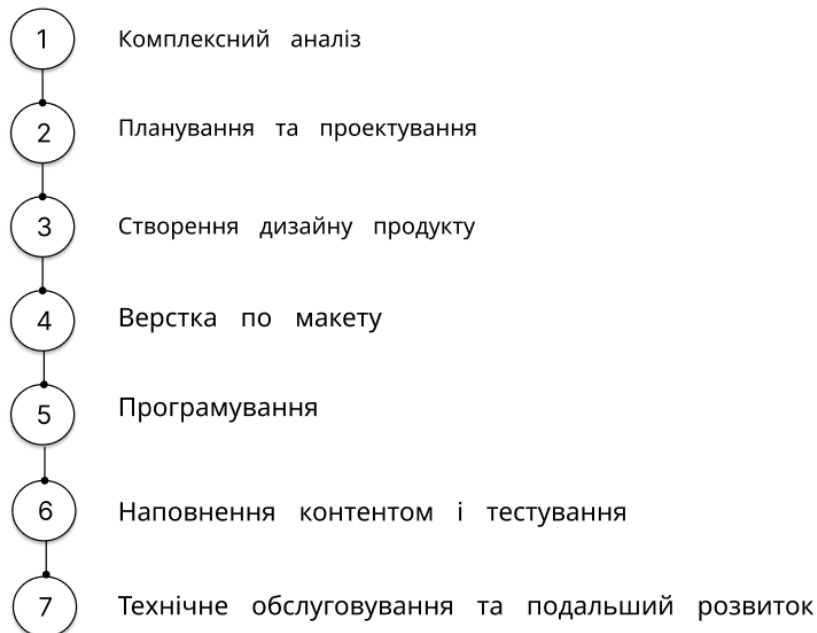 1 Комплексний аналіз
2 Планування та проектування
3 Створення дизайну продукту
4 Верстка по макету
5 Програмування
6 Наповнення контентом і тестування
7 Технічне обслуговування та подальший розвиток